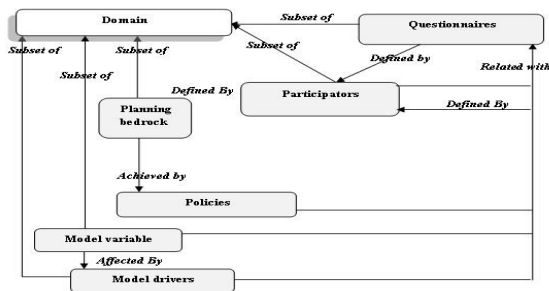 Domain
Subset of
Questionnaires
Subset of
Subset of
Subset of
Subset of
Defined by
Related with
Planning
bedrock
Defined By
Participators
Defined By
Achieved by
Policies
Model variable
Affected By
Model drivers